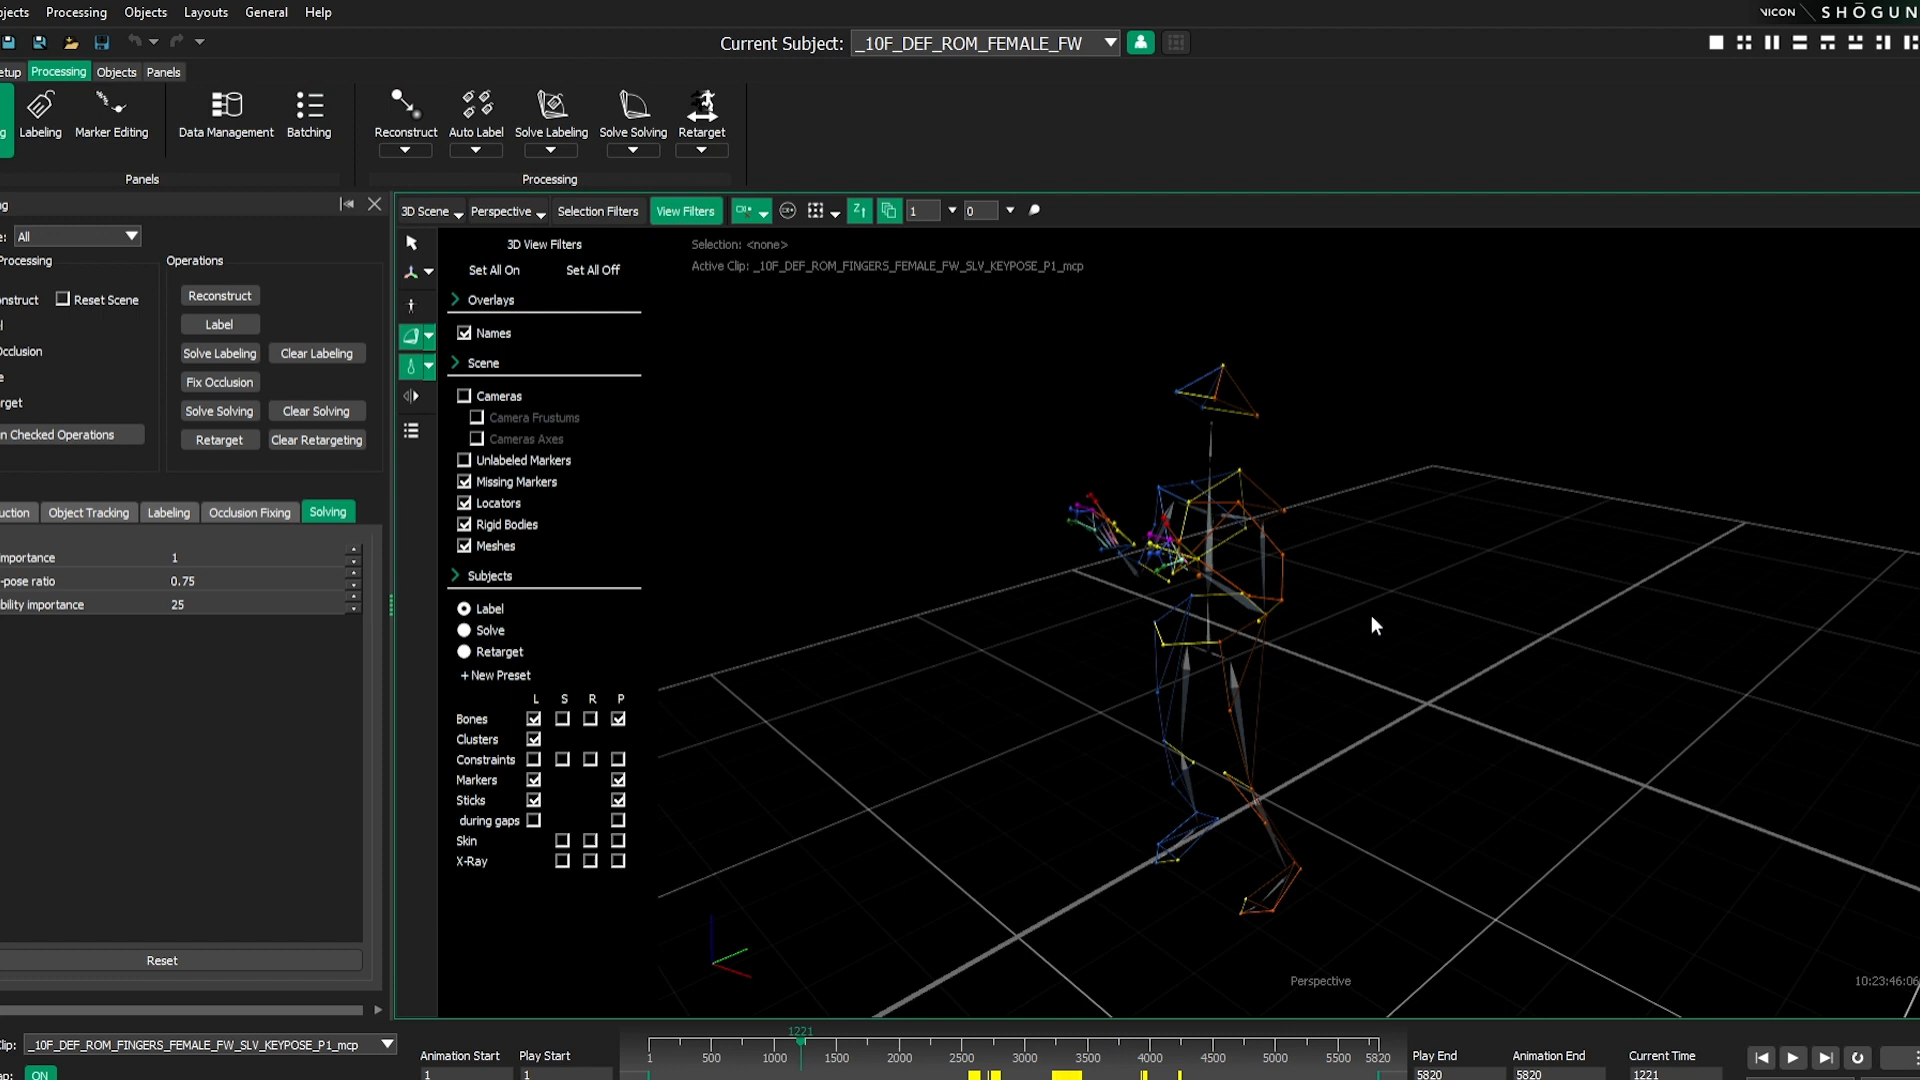 jects Processing Objects Layouts General Help
VICON SHŌGUN
Current Subject: _10F_DEF_ROM_FEMALE_FW
etup Processing Objects Panels
g Labeling Marker Editing Data Management Batching Reconstruct Auto Label Solve Labeling Solve Solving Retarget
Panels Processing
g
3D Scene Perspective Selection Filters View Filters 1 0
e: All
Processing Operations
nstruct Reset Scene Reconstruct
l Label
Occlusion Solve Labeling Clear Labeling
e Fix Occlusion
rget Solve Solving Clear Solving
n Checked Operations Retarget Clear Retargeting
uction Object Tracking Labeling Occlusion Fixing Solving
mportance 1
-pose ratio 0.75
bility importance 25
Reset
3D View Filters
Set All On Set All Off
Overlays
Names
Scene
Cameras
Camera Frustums
Cameras Axes
Unlabeled Markers
Missing Markers
Locators
Rigid Bodies
Meshes
Subjects
Label
Solve
Retarget
+ New Preset
L S R P
Bones
Clusters
Constraints
Markers
Sticks
during gaps
Skin
X-Ray
Selection: <none>
Active Clip: _10F_DEF_ROM_FINGERS_FEMALE_FW_SLV_KEYPOSE_P1_mcp
Perspective
10:23:46:06
lip: _10F_DEF_ROM_FINGERS_FEMALE_FW_SLV_KEYPOSE_P1_mcp
ap: ON
Animation Start Play Start
1 1
1221
1 500 1000 1500 2000 2500 3000 3500 4000 4500 5000 5500 5820
Play End Animation End Current Time
5820 5820 1221